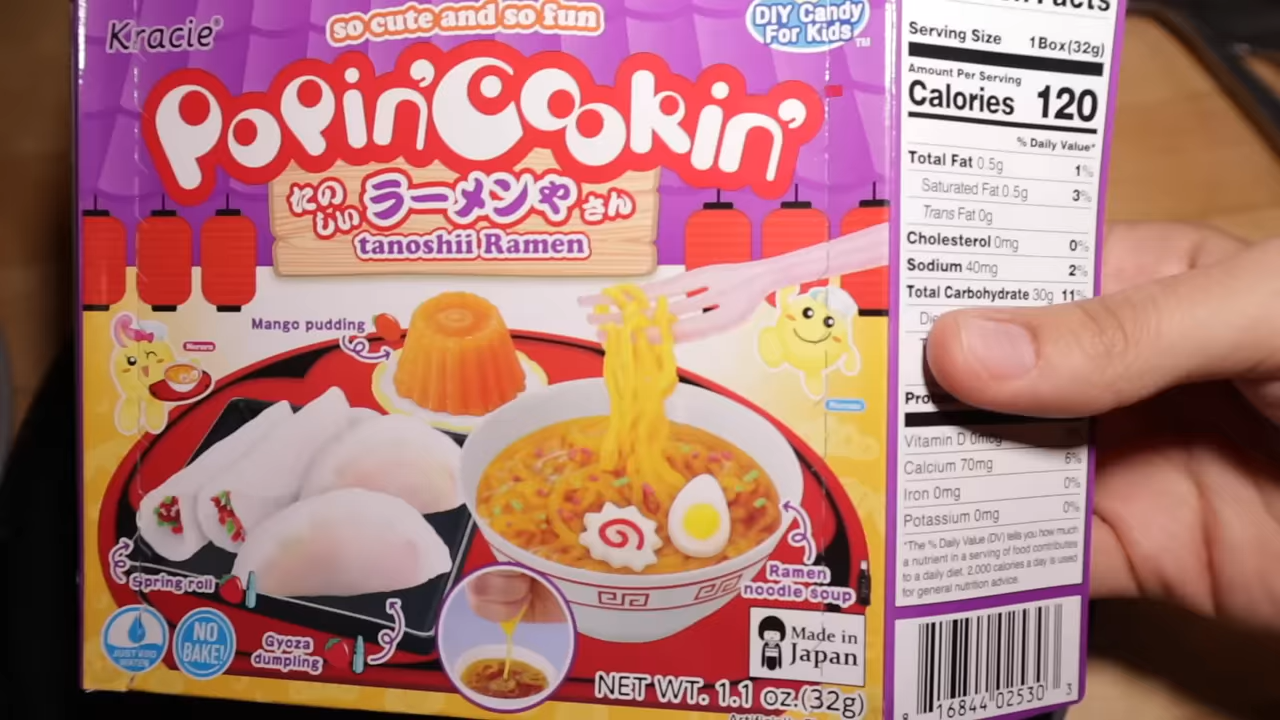 Kracie®
so cute and so fun
DIY Candy
For Kids
TM
Popin'Cookin'
たの
しい
ラーメンや
さん
tanoshii Ramen
Mango pudding
Spring roll
Gyoza
dumpling
Ramen
noodle soup
JUST ADD
WATER
NO
BAKE!
Made in
Japan
NET WT. 1.1 oz.(32g)
Facts
Serving Size 1Box(32g)
Amount Per Serving
Calories 120
% Daily Value*
Total Fat 0.5g 1%
Saturated Fat 0.5g 3%
Trans Fat 0g
Cholesterol 0mg 0%
Sodium 40mg 2%
Total Carbohydrate 30g 11%
Vitamin D 0mcg
Calcium 70mg 6%
Iron 0mg 0%
Potassium 0mg 0%
*The % Daily Value (DV) tells you how much
a nutrient in a serving of food contributes
to a daily diet. 2,000 calories a day is used
for general nutrition advice.
8 16844 02530 3